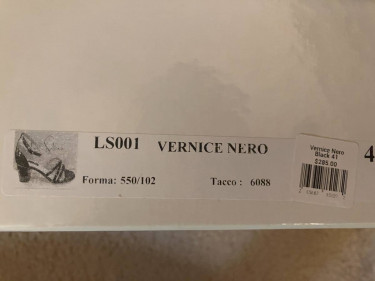 LS001 VERNICE NERO
Forma: 550/102 Tacco : 6088
Vernice Nero
Black 41
$285.00
4